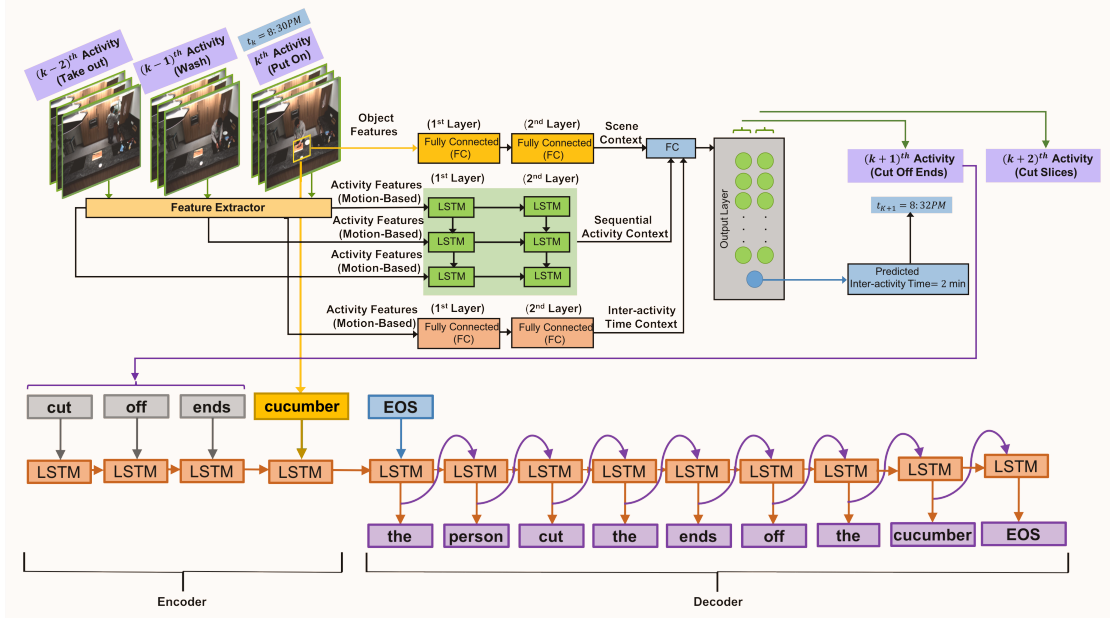 (k − 2)^th Activity
(Take out)
(k − 1)^th Activity
(Wash)
t_k = 8: 30PM
k^th Activity
(Put On)
Object
Features
(1st Layer)
(2nd Layer)
Scene
Context
Fully Connected
(FC)
Fully Connected
(FC)
FC
(k + 1)^th Activity
(Cut Off Ends)
(k + 2)^th Activity
(Cut Slices)
Activity Features
(Motion-Based)
(1st Layer)
(2nd Layer)
Feature Extractor
LSTM
LSTM
Activity Features
(Motion-Based)
LSTM
LSTM
Sequential
Activity Context
Activity Features
(Motion-Based)
LSTM
LSTM
Output Layer
t_K+1 = 8: 32PM
Predicted
Inter-activity Time= 2 min
Activity Features
(Motion-Based)
(1st Layer)
(2nd Layer)
Inter-activity
Time Context
Fully Connected
(FC)
Fully Connected
(FC)
cut
off
ends
cucumber
EOS
LSTM
LSTM
LSTM
LSTM
LSTM
LSTM
LSTM
LSTM
LSTM
LSTM
LSTM
LSTM
LSTM
the
person
cut
the
ends
off
the
cucumber
EOS
Encoder
Decoder